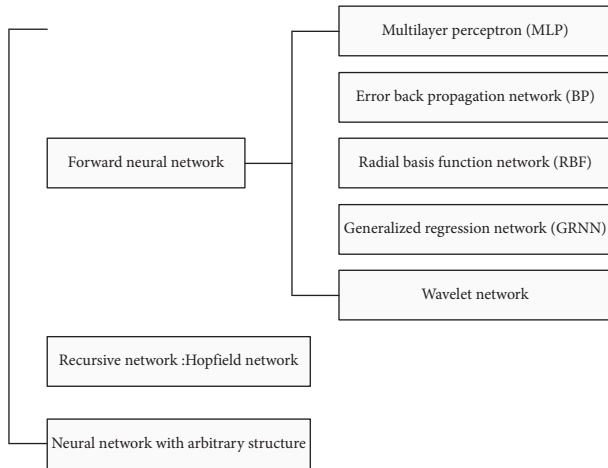 Multilayer perceptron (MLP)
Error back propagation network (BP)
Forward neural network
Radial basis function network (RBF)
Generalized regression network (GRNN)
Wavelet network
Recursive network :Hopfield network
Neural network with arbitrary structure